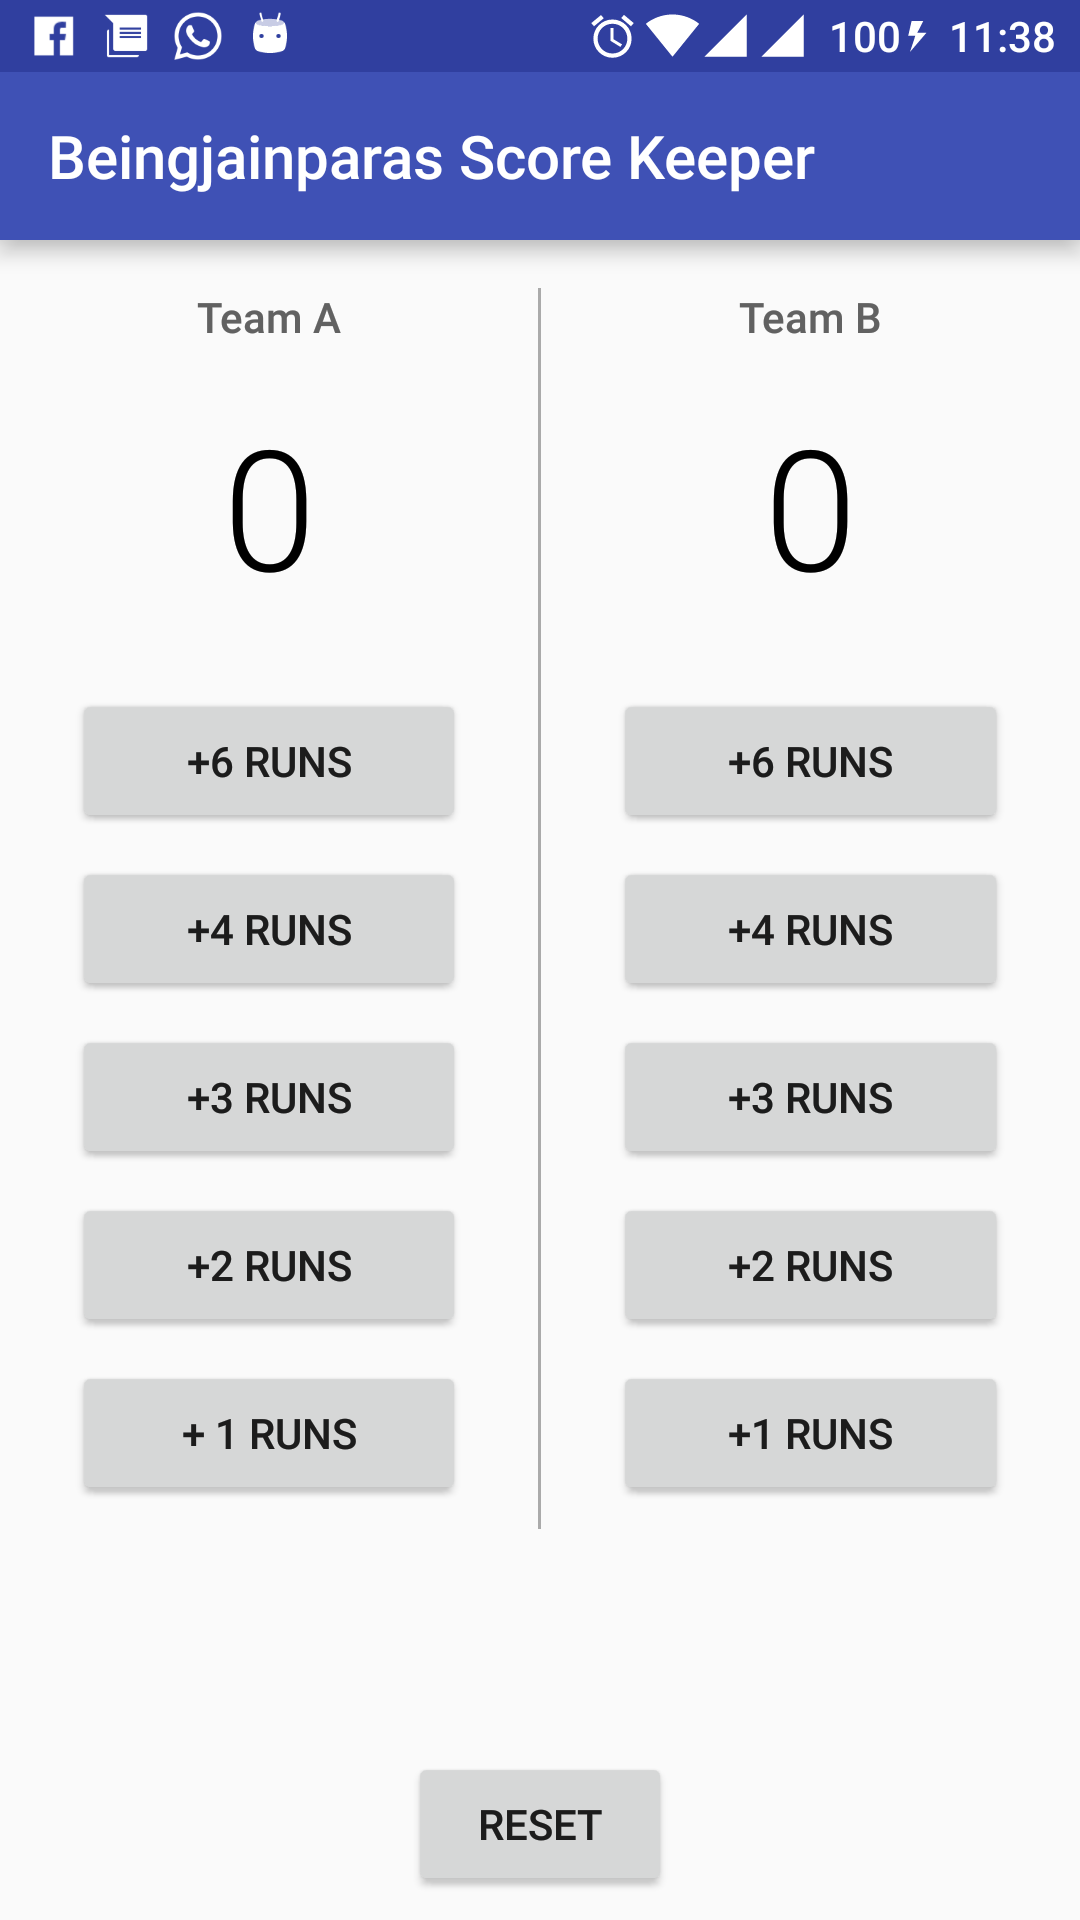 100 11:38
Beingjainparas Score Keeper
Team A Team B
0 0
+6 RUNS +6 RUNS
+4 RUNS +4 RUNS
+3 RUNS +3 RUNS
+2 RUNS +2 RUNS
+ 1 RUNS +1 RUNS
RESET